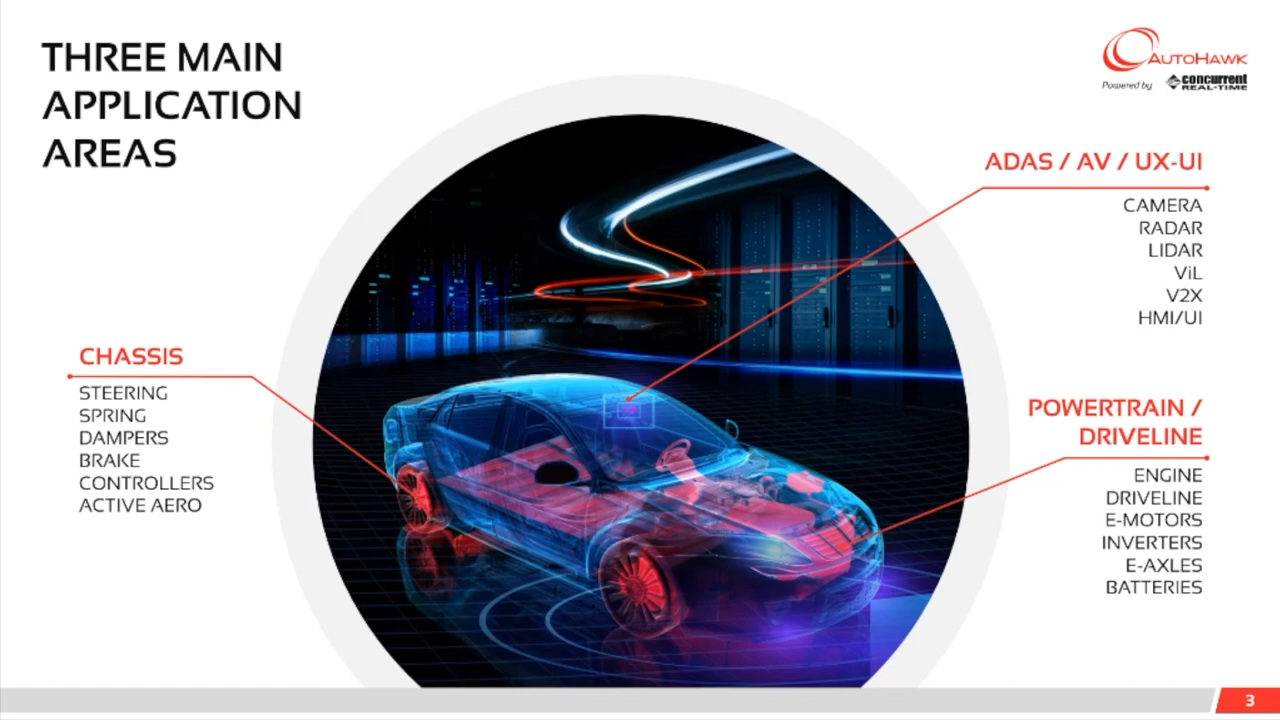 THREE MAIN
APPLICATION
AREAS
AUTOHAWK
Powered by concurrent
REAL-TIME
ADAS / AV / UX-UI
CAMERA
RADAR
LIDAR
ViL
V2X
HMI/UI
CHASSIS
STEERING
SPRING
DAMPERS
BRAKE
CONTROLLERS
ACTIVE AERO
POWERTRAIN /
DRIVELINE
ENGINE
DRIVELINE
E-MOTORS
INVERTERS
E-AXLES
BATTERIES
3